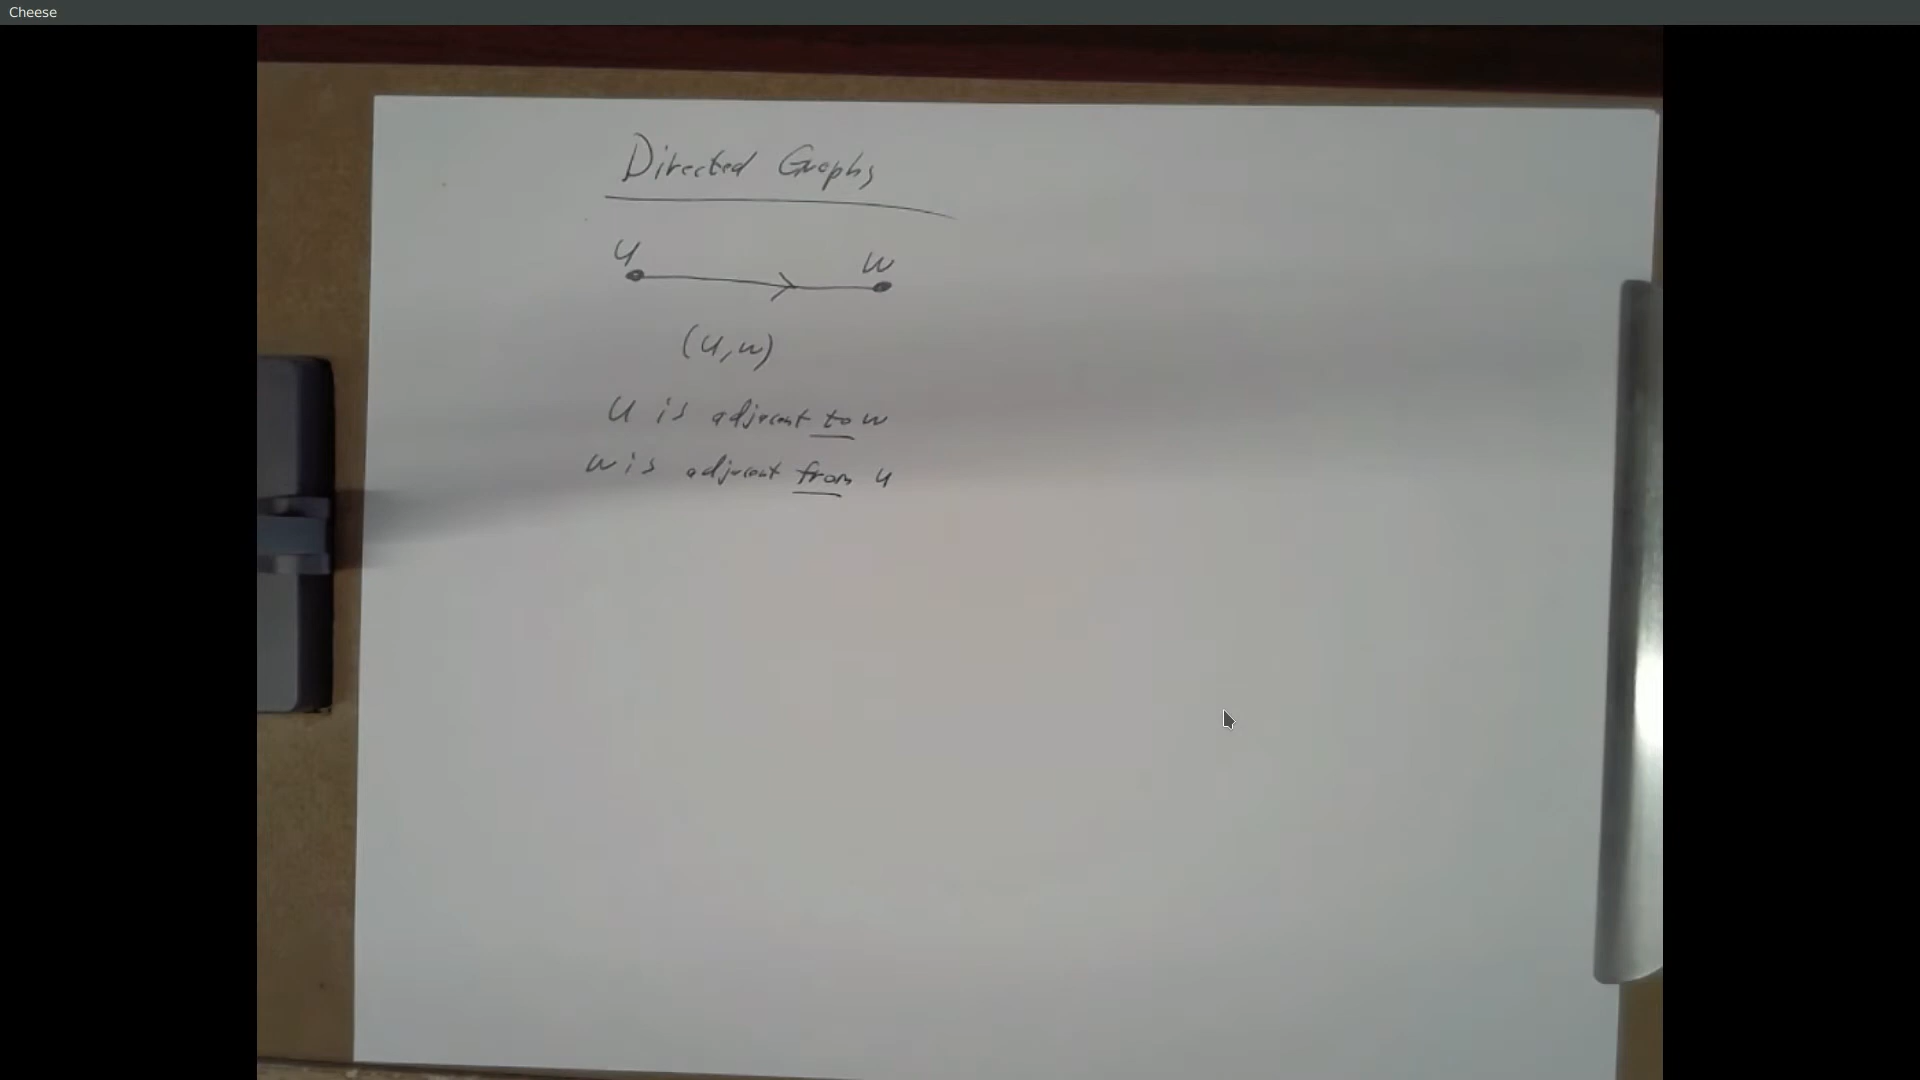 Cheese
Directed Graphs
u w
(u,w)
u is adjacent to w
w is adjacent from u